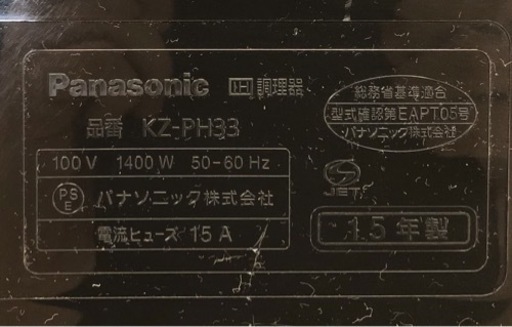 Panasonic IH調理器
品番 KZ-PH33
100V 1400W 50-60Hz
PSE パナソニック株式会社
電流ヒューズ 15A
総務省基準適合
型式確認第EAPT05号
パナソニック株式会社
JET
15年製